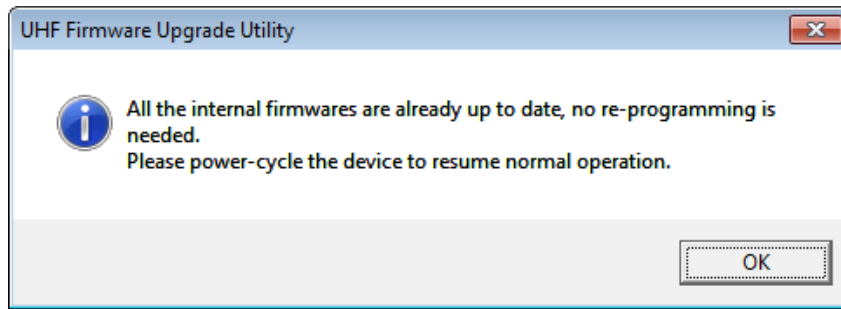 UHF Firmware Upgrade Utility
All the internal firmwares are already up to date, no re-programming is
needed.
Please power-cycle the device to resume normal operation.
OK